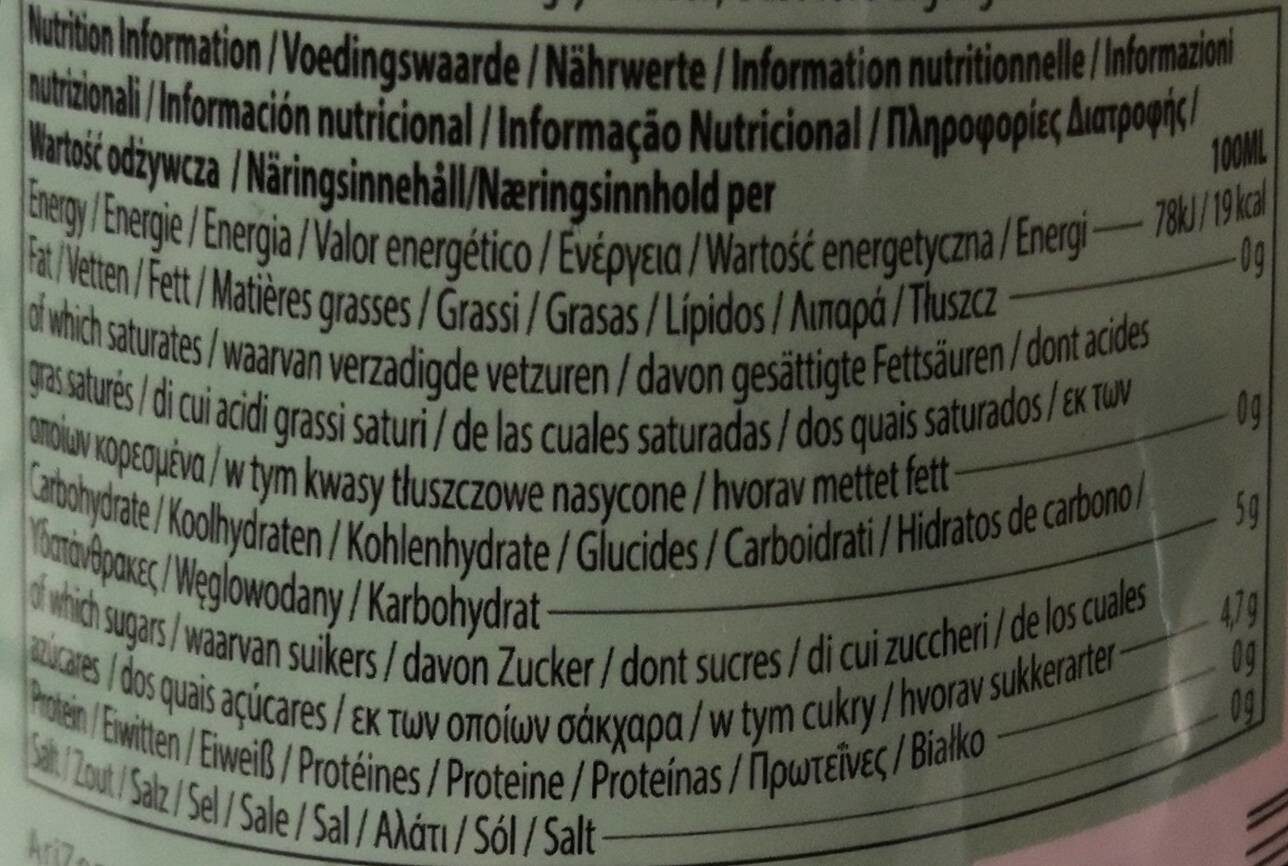 Nutrition Information / Voedingswaarde / Nährwerte / Information nutritionnelle / Informazioni
nutrizionali / Información nutricional / Informação Nutricional / Πληροφορίες Διατροφής /
Wartość odżywcza / Näringsinnehåll/Næringsinnhold per 100ML
Energy / Energie / Energia / Valor energético / Ενέργεια / Wartość energetyczna / Energi 78kJ / 19 kcal
Fat / Vetten / Fett / Matières grasses / Grassi / Grasas / Lípidos / Λιπαρά / Tłuszcz 0g
of which saturates / waarvan verzadigde vetzuren / davon gesättigte Fettsäuren / dont acides
gras saturés / di cui acidi grassi saturi / de las cuales saturadas / dos quais saturados / εκ των
οποίων κορεσμένα / w tym kwasy tłuszczowe nasycone / hvorav mettet fett 0g
Carbohydrate / Koolhydraten / Kohlenhydrate / Glucides / Carboidrati / Hidratos de carbono /
Υδατάνθρακες / Węglowodany / Karbohydrat 5g
of which sugars / waarvan suikers / davon Zucker / dont sucres / di cui zuccheri / de los cuales
azúcares / dos quais açúcares / εκ των οποίων σάκχαρα / w tym cukry / hvorav sukkerarter 4,7g
Protein / Eiwitten / Eiweiß / Protéines / Proteine / Proteínas / Πρωτεΐνες / Białko 0g
Salt / Zout / Salz / Sel / Sale / Sal / Αλάτι / Sól / Salt 0g